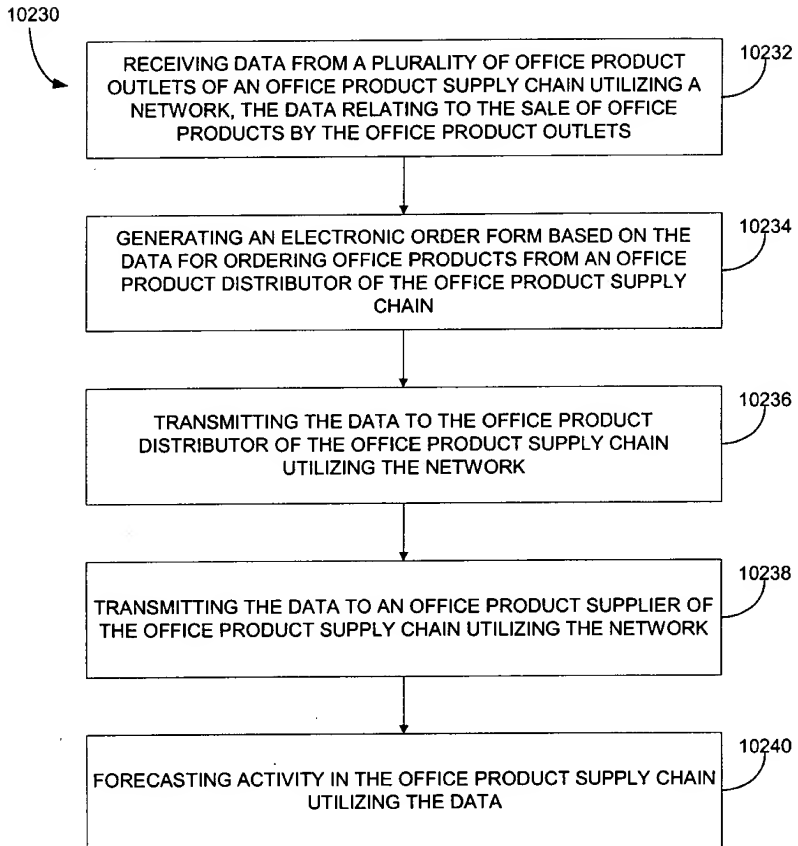 10230
RECEIVING DATA FROM A PLURALITY OF OFFICE PRODUCT
OUTLETS OF AN OFFICE PRODUCT SUPPLY CHAIN UTILIZING A
NETWORK, THE DATA RELATING TO THE SALE OF OFFICE
PRODUCTS BY THE OFFICE PRODUCT OUTLETS
10232
GENERATING AN ELECTRONIC ORDER FORM BASED ON THE
DATA FOR ORDERING OFFICE PRODUCTS FROM AN OFFICE
PRODUCT DISTRIBUTOR OF THE OFFICE PRODUCT SUPPLY
CHAIN
10234
TRANSMITTING THE DATA TO THE OFFICE PRODUCT
DISTRIBUTOR OF THE OFFICE PRODUCT SUPPLY CHAIN
UTILIZING THE NETWORK
10236
TRANSMITTING THE DATA TO AN OFFICE PRODUCT SUPPLIER OF
THE OFFICE PRODUCT SUPPLY CHAIN UTILIZING THE NETWORK
10238
FORECASTING ACTIVITY IN THE OFFICE PRODUCT SUPPLY CHAIN
UTILIZING THE DATA
10240